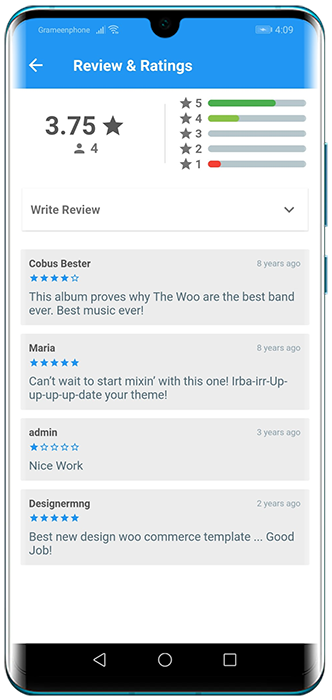 Grameenphone 4:09
Review & Ratings
3.75
4
5
4
3
2
1
Write Review
Cobus Bester 8 years ago
This album proves why The Woo are the best band
ever. Best music ever!
Maria 8 years ago
Can't wait to start mixin' with this one! Irba-irr-Up-
up-up-up-date your theme!
admin 3 years ago
Nice Work
Designermng 2 years ago
Best new design woo commerce template ... Good
Job!